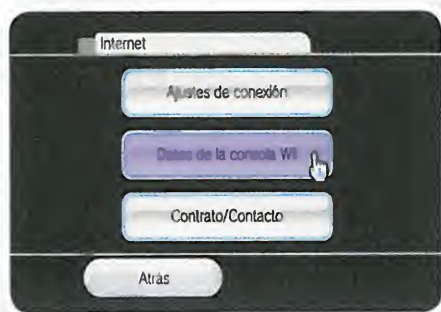 Internet
Ajustes de conexión
Datos de la consola Wii
Contrato/Contacto
Atrás